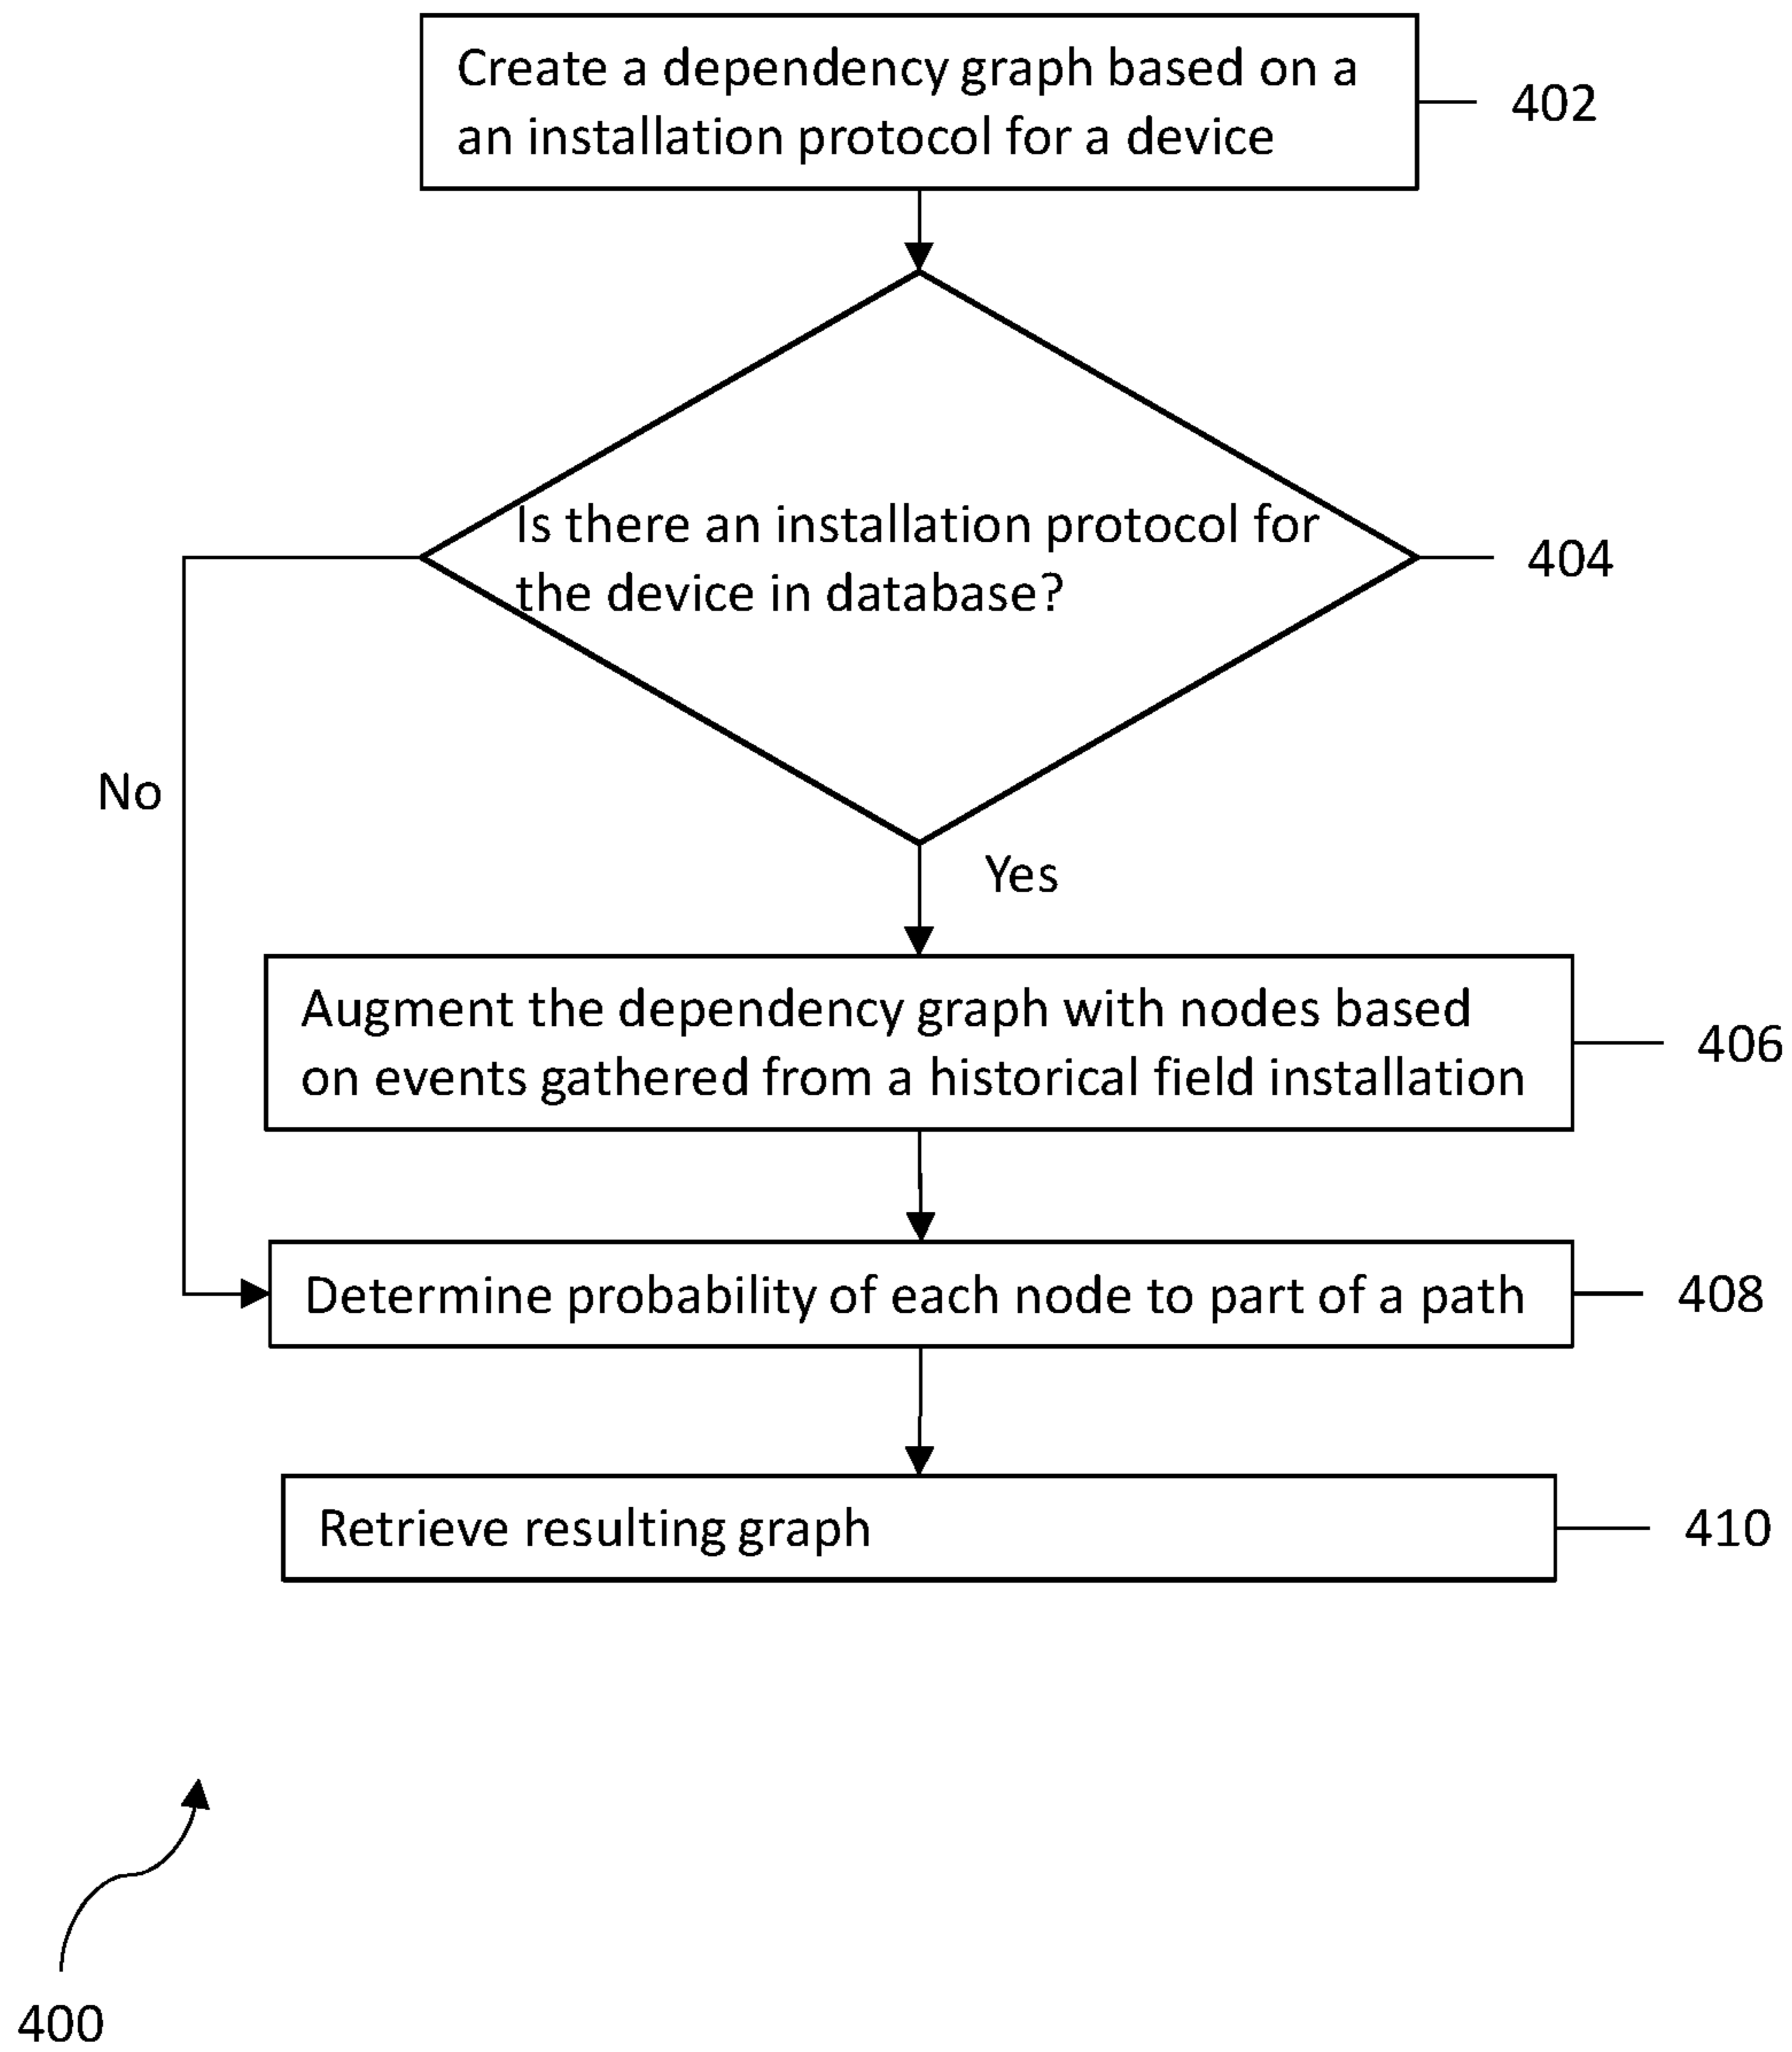 Create a dependency graph based on a
an installation protocol for a device
402
Is there an installation protocol for
the device in database?
404
No
Yes
Augment the dependency graph with nodes based
on events gathered from a historical field installation
406
Determine probability of each node to part of a path
408
Retrieve resulting graph
410
400